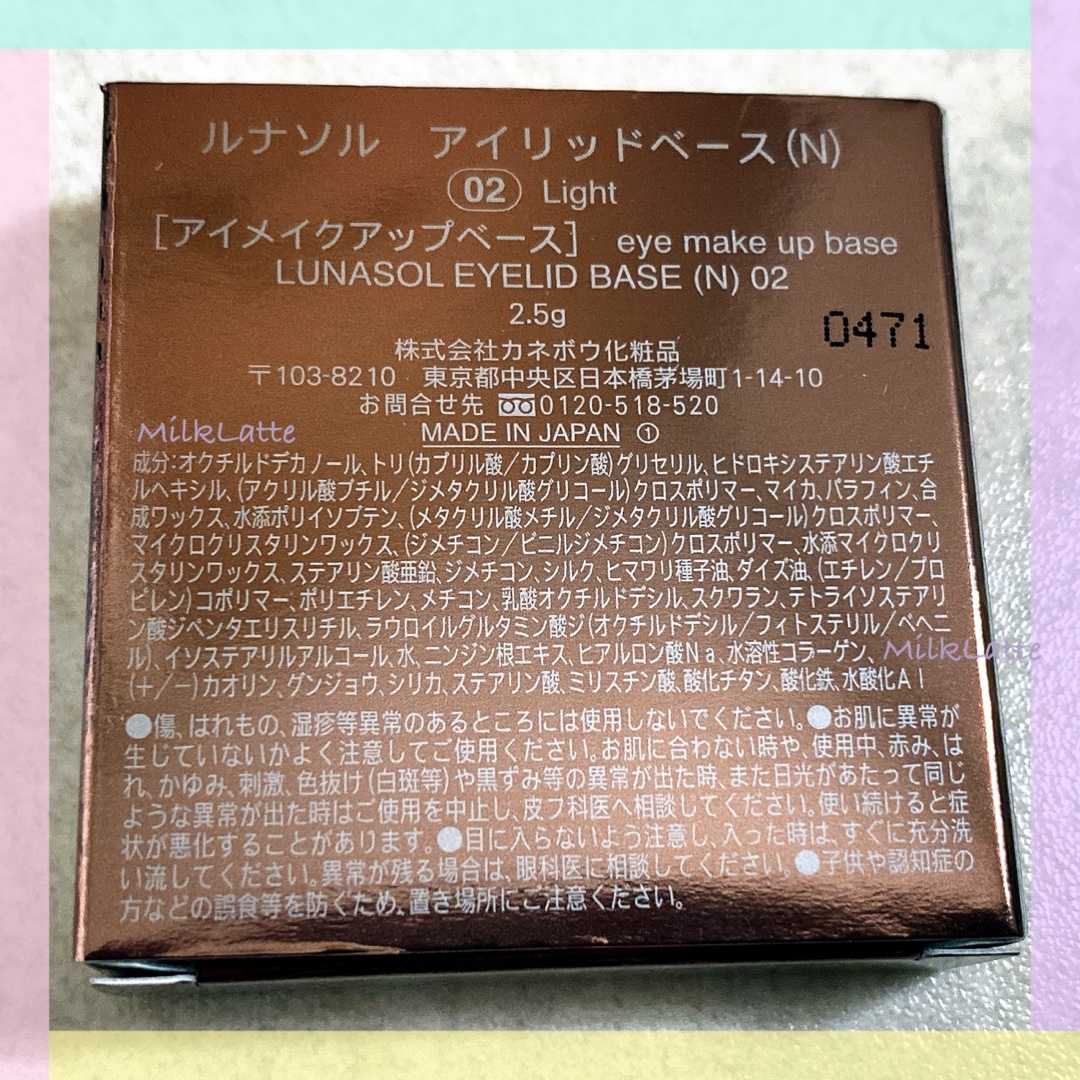 ルナソル　アイリッドベース(N)
02 Light
[アイメイクアップベース]　eye make up base
LUNASOL EYELID BASE (N) 02
2.5g
0471
株式会社カネボウ化粧品
〒103-8210　東京都中央区日本橋茅場町1-14-10
お問合せ先 0120-518-520
MilkLatte
MADE IN JAPAN ①
成分:オクチルドデカノール、トリ(カプリル酸/カプリン酸)グリセリル、ヒドロキシステアリン酸エチ
ルヘキシル、(アクリル酸ブチル/ジメタクリル酸グリコール)クロスポリマー、マイカ、パラフィン、合
成ワックス、水添ポリイソブテン、(メタクリル酸メチル/ジメタクリル酸グリコール)クロスポリマー、
マイクロクリスタリンワックス、(ジメチコン/ビニルジメチコン)クロスポリマー、水添マイクロクリ
スタリンワックス、ステアリン酸亜鉛、ジメチコン、シルク、ヒマワリ種子油、ダイズ油、(エチレン/プロ
ピレン)コポリマー、ポリエチレン、メチコン、乳酸オクチルドデシル、スクワラン、テトライソステアリ
ン酸ジペンタエリスリチル、ラウロイルグルタミン酸ジ(オクチルドデシル/フィトステリル/ベヘニ
ル)、イソステアリルアルコール、水、ニンジン根エキス、ヒアルロン酸Na、水溶性コラーゲン、
MilkLatte
(+/−)カオリン、グンジョウ、シリカ、ステアリン酸、ミリスチン酸、酸化チタン、酸化鉄、水酸化Al
●傷、はれもの、湿疹等異常のあるところには使用しないでください。●お肌に異常が
生じていないかよく注意してご使用ください。お肌に合わない時や、使用中、赤み、は
れ、かゆみ、刺激、色抜け(白斑等)や黒ずみ等の異常が出た時、また日光があたって同じ
ような異常が出た時はご使用を中止し、皮フ科医へ相談してください。使い続けると症
状が悪化することがあります。●目に入らないよう注意し、入った時は、すぐに充分洗
い流してください。異常が残る場合は、眼科医に相談してください。●子供や認知症の
方などの誤食等を防ぐため、置き場所にご注意ください。